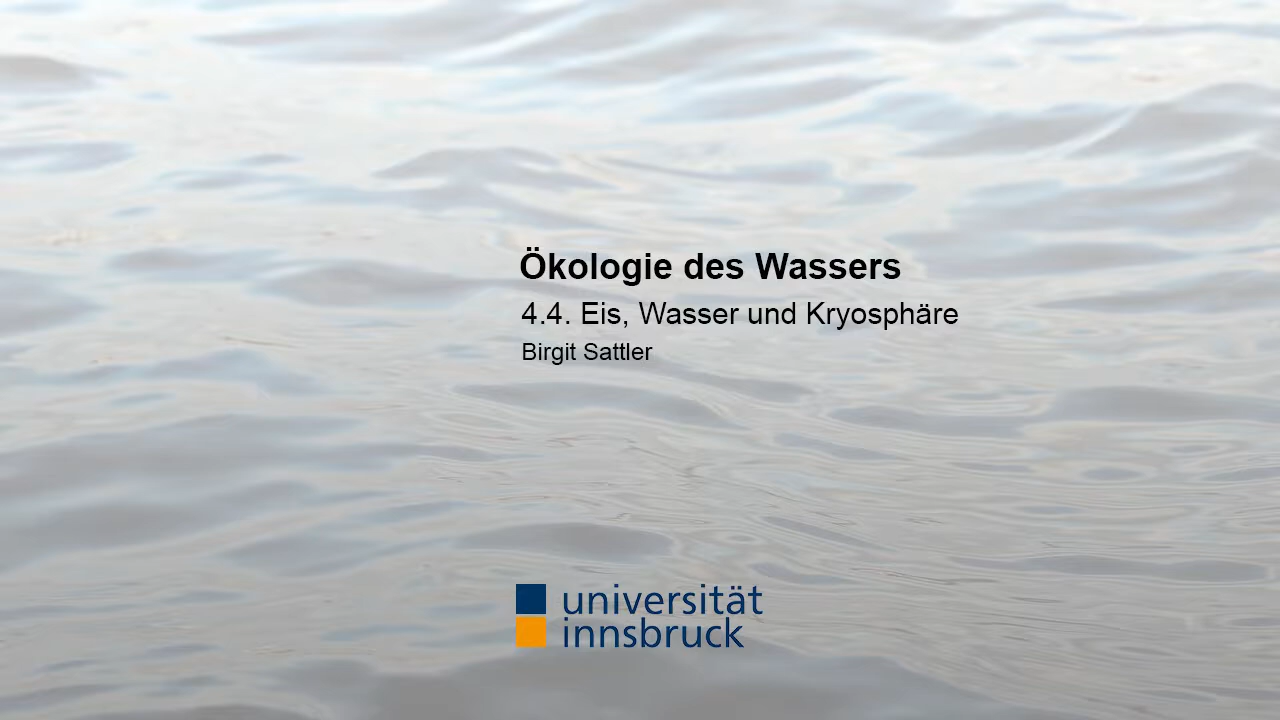 Ökologie des Wassers
4.4. Eis, Wasser und Kryosphäre
Birgit Sattler
universität
innsbruck